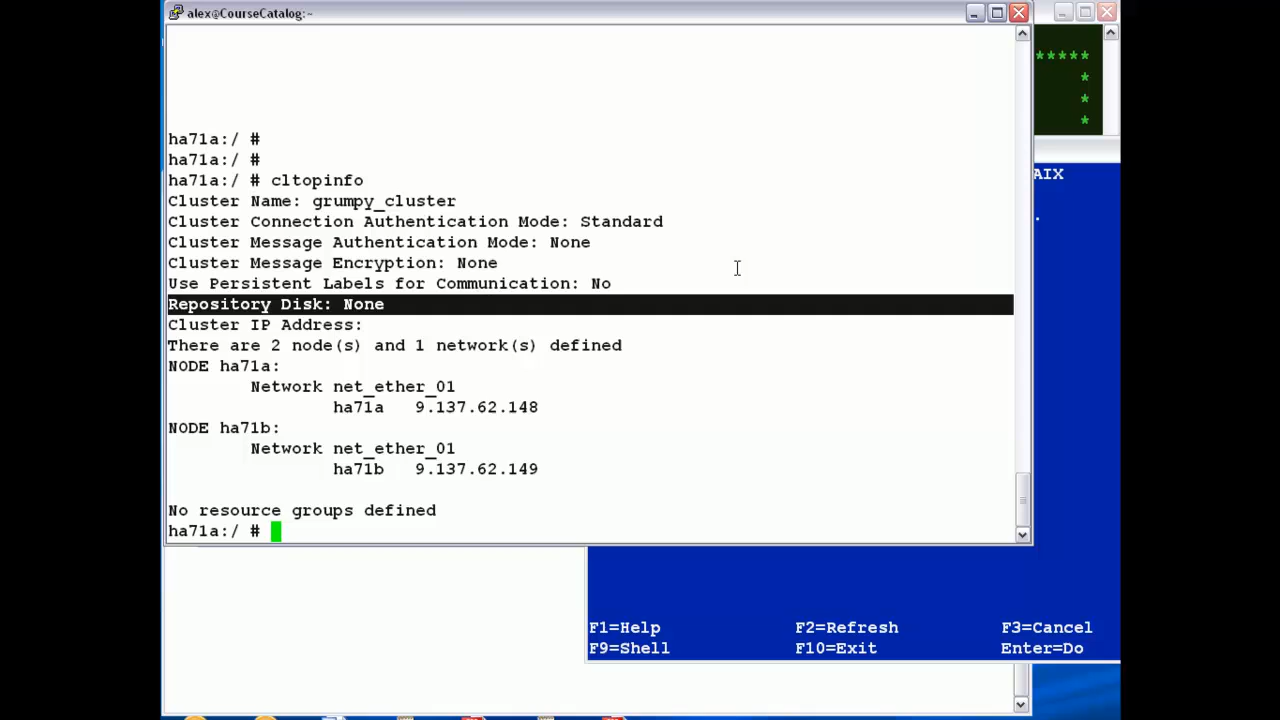 alex@CourseCatalog:~
*****
*
*
*
ha71a:/ #
ha71a:/ #
ha71a:/ # cltopinfo
Cluster Name: grumpy_cluster
Cluster Connection Authentication Mode: Standard
Cluster Message Authentication Mode: None
Cluster Message Encryption: None
Use Persistent Labels for Communication: No
Repository Disk: None
Cluster IP Address:
There are 2 node(s) and 1 network(s) defined
NODE ha71a:
Network net_ether_01
ha71a 9.137.62.148
NODE ha71b:
Network net_ether_01
ha71b 9.137.62.149
No resource groups defined
ha71a:/ #
AIX
.
F1=Help F2=Refresh F3=Cancel
F9=Shell F10=Exit Enter=Do